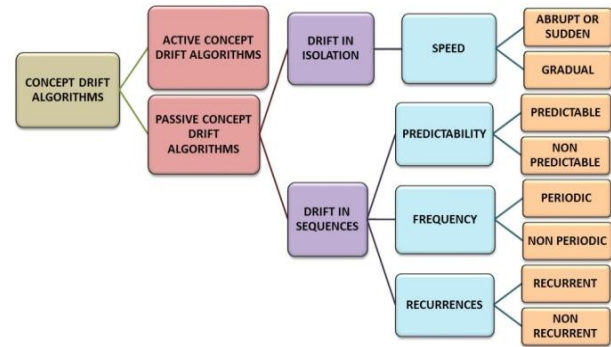 CONCEPT DRIFT
ALGORITHMS
ACTIVE CONCEPT
DRIFT ALGORITHMS
PASSIVE CONCEPT
DRIFT
ALGORITHMS
DRIFT IN
ISOLATION
DRIFT IN
SEQUENCES
SPEED
PREDICTABILITY
FREQUENCY
RECURRENCES
ABRUPT OR
SUDDEN
GRADUAL
PREDICTABLE
NON
PREDICTABLE
PERIODIC
NON PERIODIC
RECURRENT
NON
RECURRENT